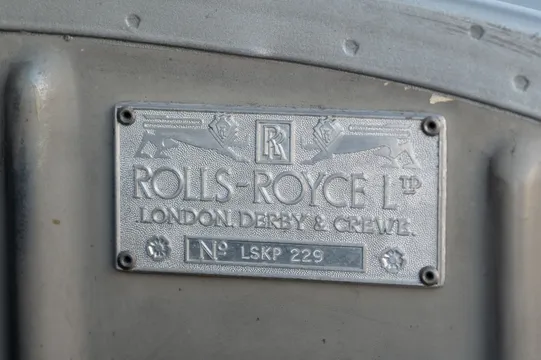 RR
ROLLS-ROYCE LTD
LONDON, DERBY & CREWE.
Nº LSKP 229